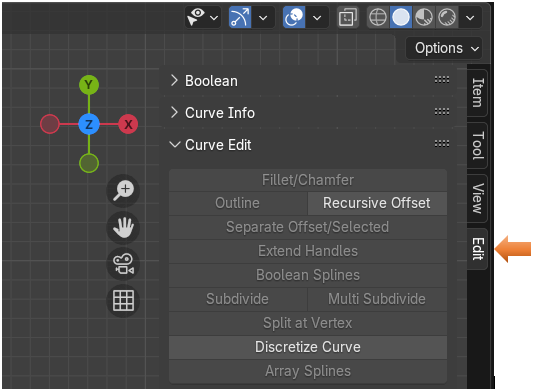 Options
Y
X
Z
Boolean
Curve Info
Curve Edit
Fillet/Chamfer
Outline Recursive Offset
Separate Offset/Selected
Extend Handles
Boolean Splines
Subdivide Multi Subdivide
Split at Vertex
Discretize Curve
Array Splines
Item
Tool
View
Edit